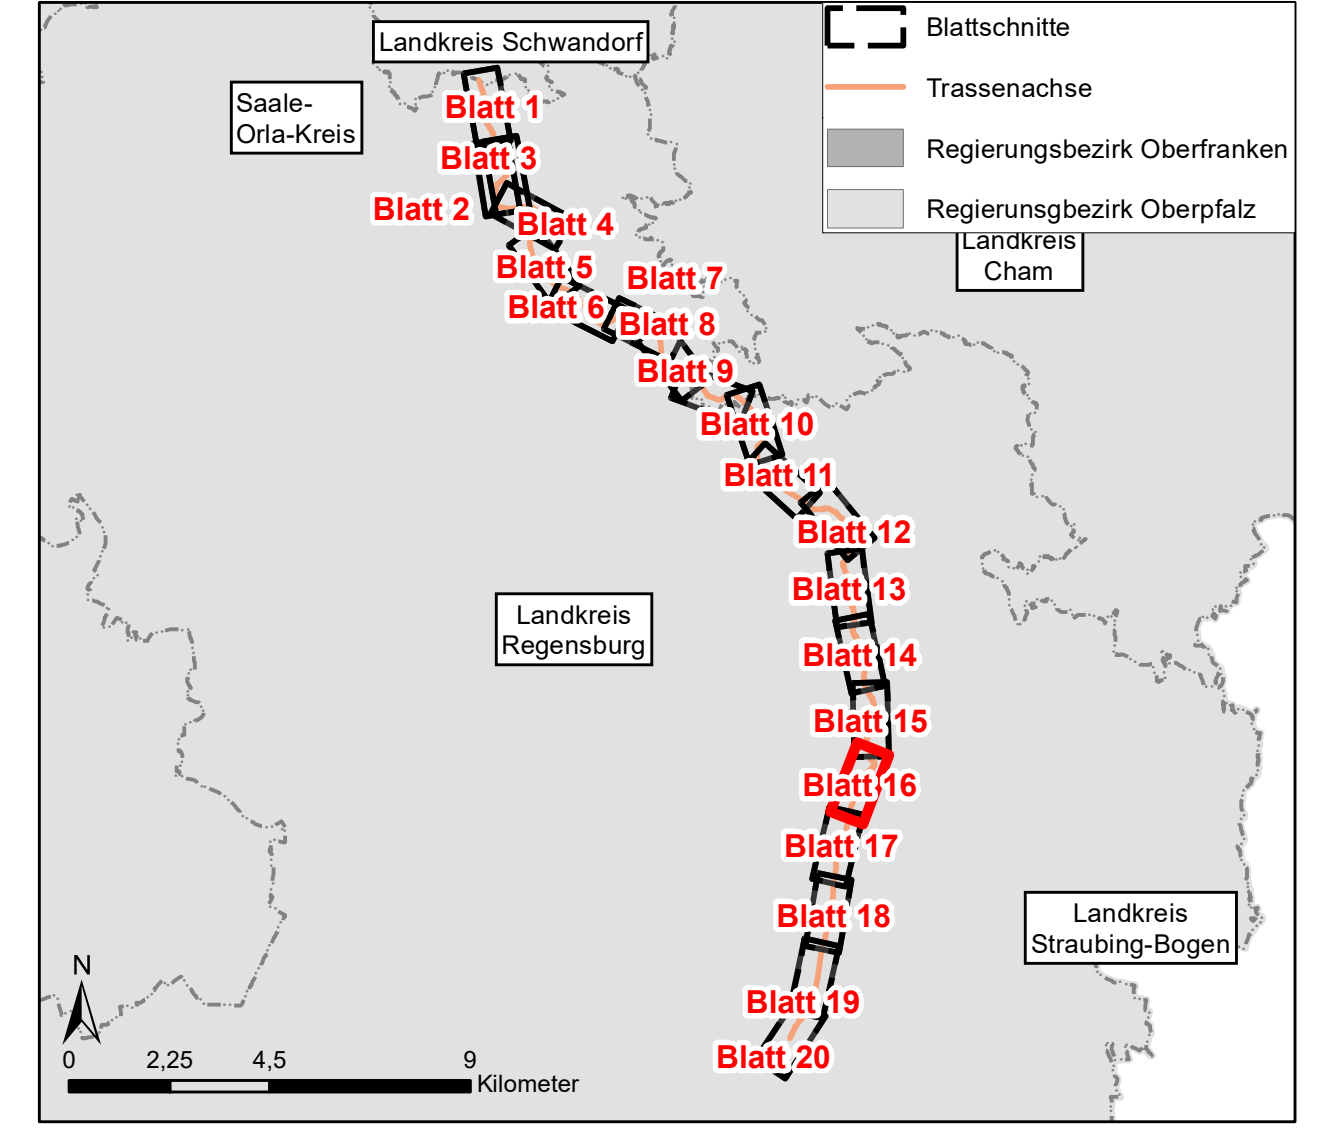 Landkreis Schwandorf
Saale-
Orla-Kreis
Blattschnitte
Trassenachse
Regierungsbezirk Oberfranken
Regierunsgbezirk Oberpfalz
Landkreis
Cham
Blatt 1
Blatt 3
Blatt 2
Blatt 4
Blatt 5
Blatt 7
Blatt 6
Blatt 8
Blatt 9
Blatt 10
Blatt 11
Blatt 12
Blatt 13
Landkreis
Regensburg
Blatt 14
Blatt 15
Blatt 16
Blatt 17
Blatt 18
Landkreis
Straubing-Bogen
Blatt 19
Blatt 20
N
0 2,25 4,5 9
Kilometer